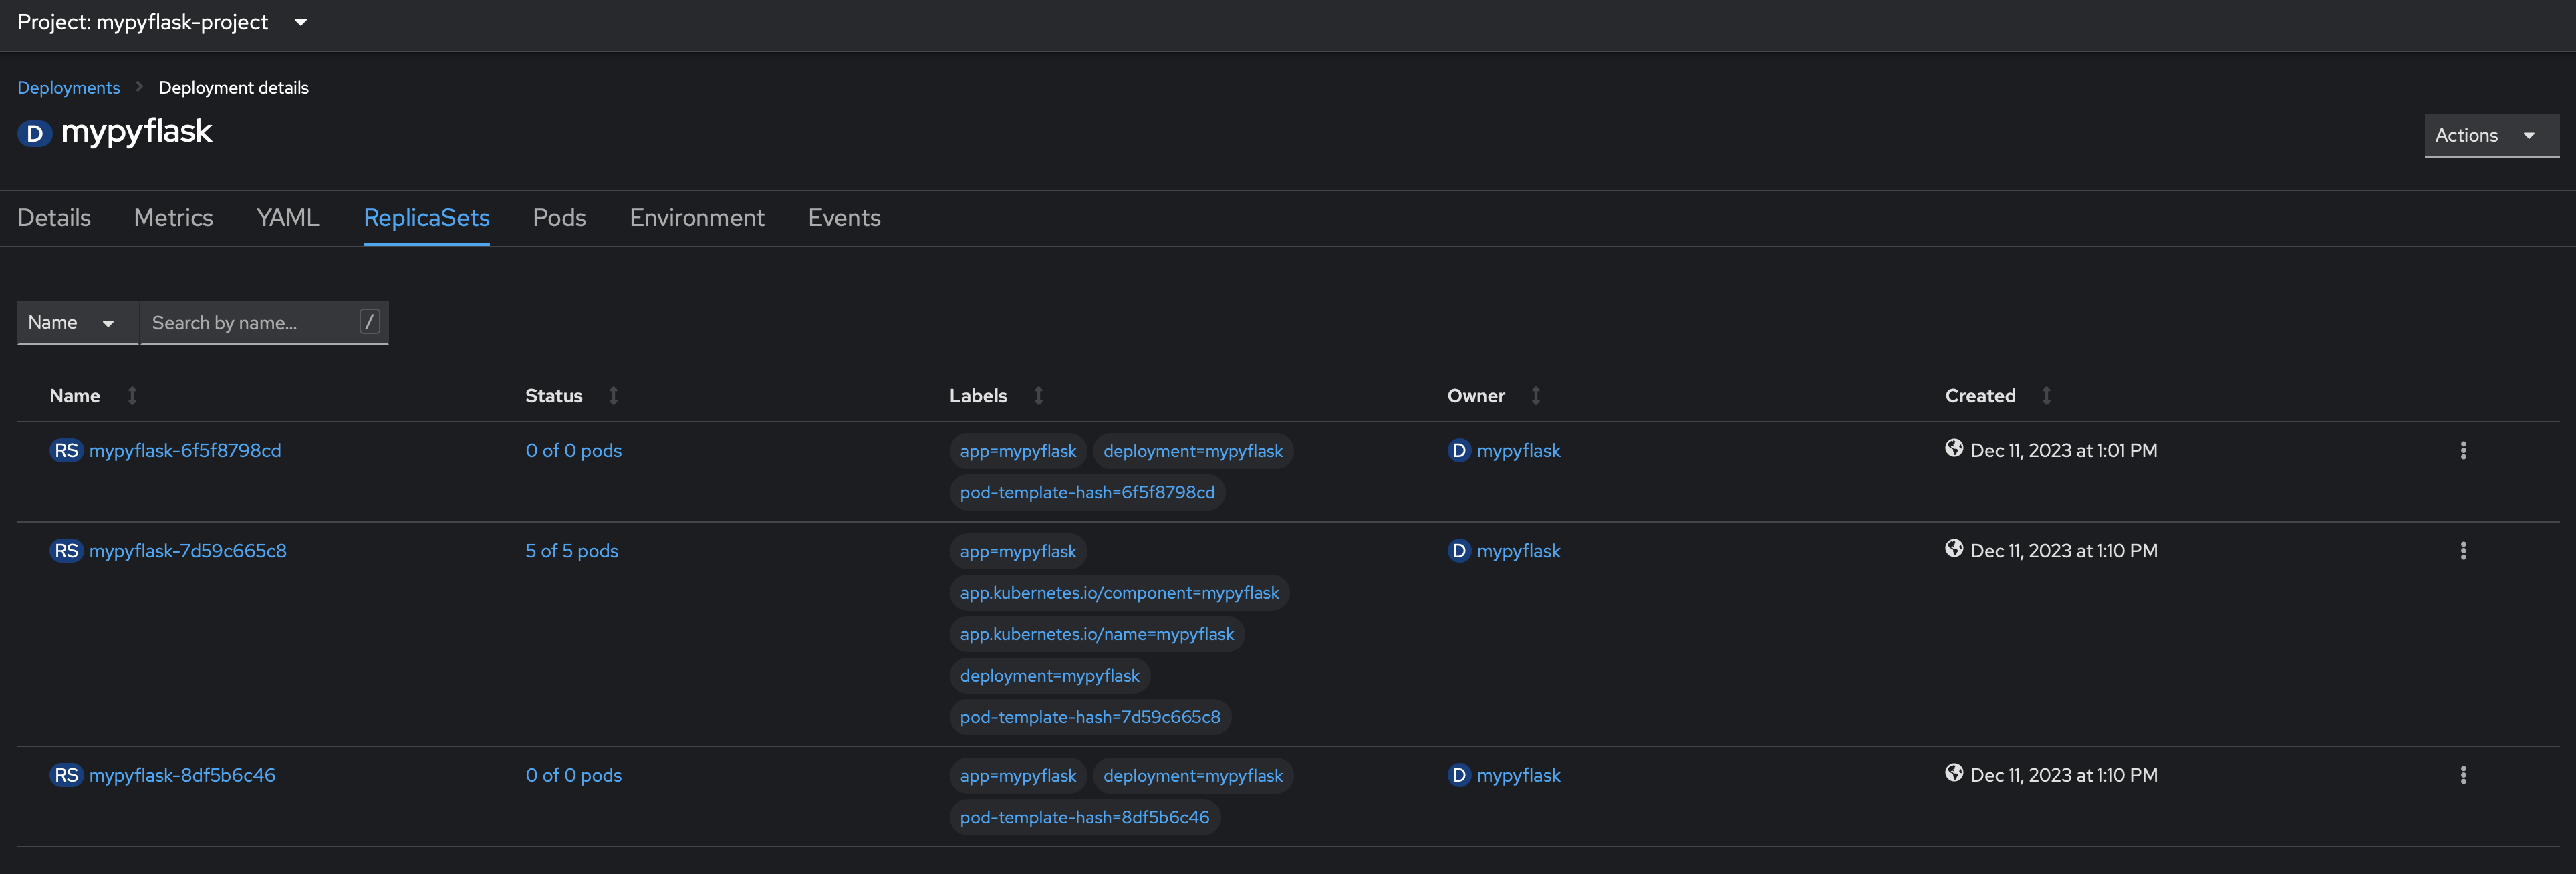 Project: mypyflask-project
Deployments Deployment details
D mypyflask
Actions
Details Metrics YAML ReplicaSets Pods Environment Events
Name Search by name... /
Name Status Labels Owner Created
RS mypyflask-6f5f8798cd 0 of 0 pods app=mypyflask deployment=mypyflask D mypyflask Dec 11, 2023 at 1:01 PM
pod-template-hash=6f5f8798cd
RS mypyflask-7d59c665c8 5 of 5 pods app=mypyflask D mypyflask Dec 11, 2023 at 1:10 PM
app.kubernetes.io/component=mypyflask
app.kubernetes.io/name=mypyflask
deployment=mypyflask
pod-template-hash=7d59c665c8
RS mypyflask-8df5b6c46 0 of 0 pods app=mypyflask deployment=mypyflask D mypyflask Dec 11, 2023 at 1:10 PM
pod-template-hash=8df5b6c46